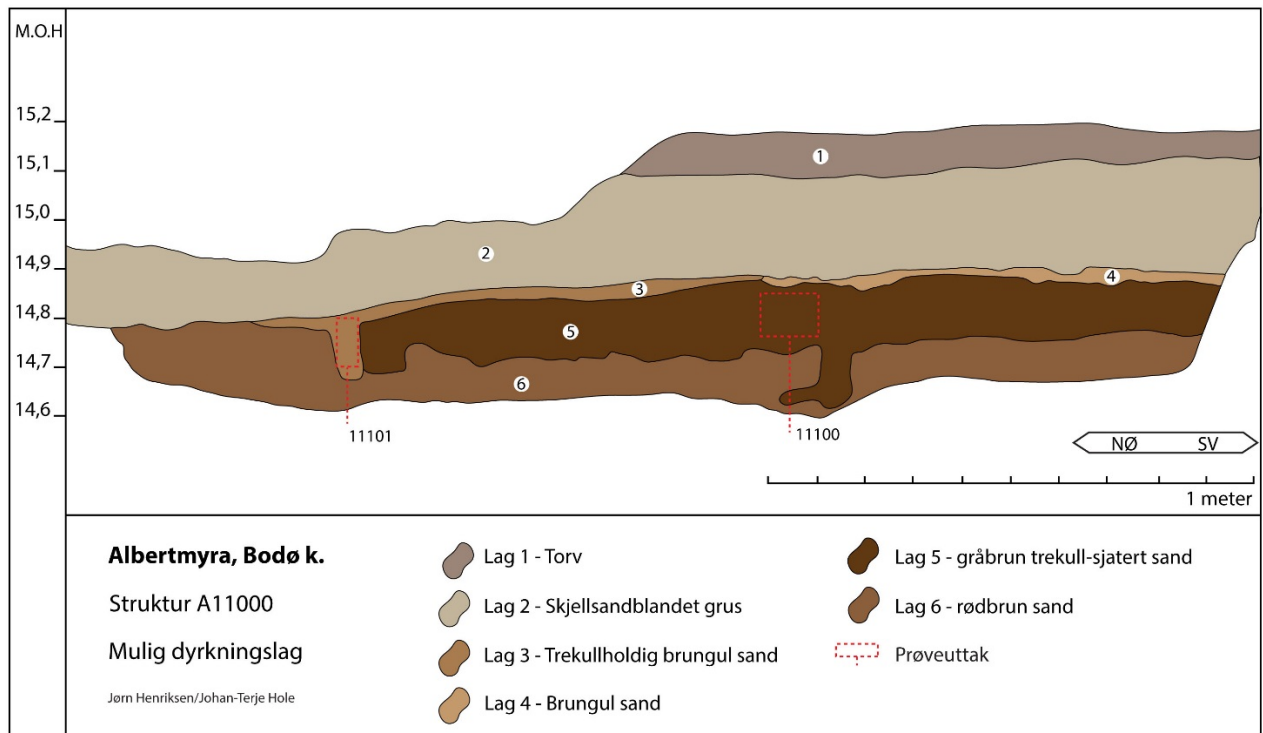 M.O.H
15,2
15,1
15,0
14,9
14,8
14,7
14,6
1
2
3
4
5
6
11101
11100
NØ SV
1 meter
Albertmyra, Bodø k.
Struktur A11000
Mulig dyrkningslag
Jørn Henriksen/Johan-Terje Hole
Lag 1 - Torv
Lag 2 - Skjellsandblandet grus
Lag 3 - Trekullholdig brungul sand
Lag 4 - Brungul sand
Lag 5 - gråbrun trekull-sjatert sand
Lag 6 - rødbrun sand
Prøveuttak